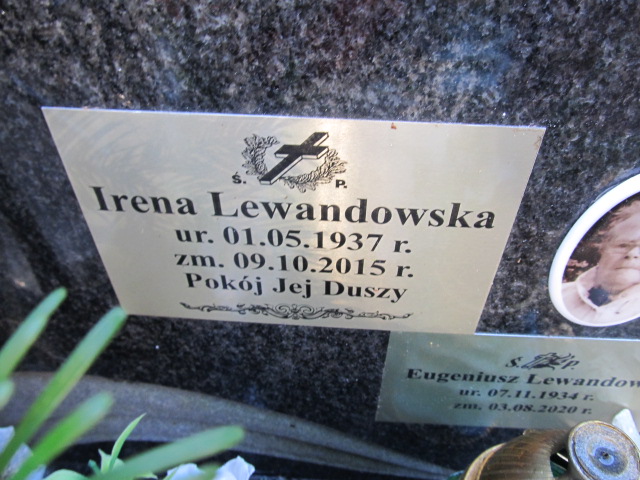 Ś. P.
Irena Lewandowska
ur. 01.05.1937 r.
zm. 09.10.2015 r.
Pokój Jej Duszy
Ś. P.
Eugeniusz Lewandow
ur. 07.11.1934 r.
zm. 03.08.2020 r.